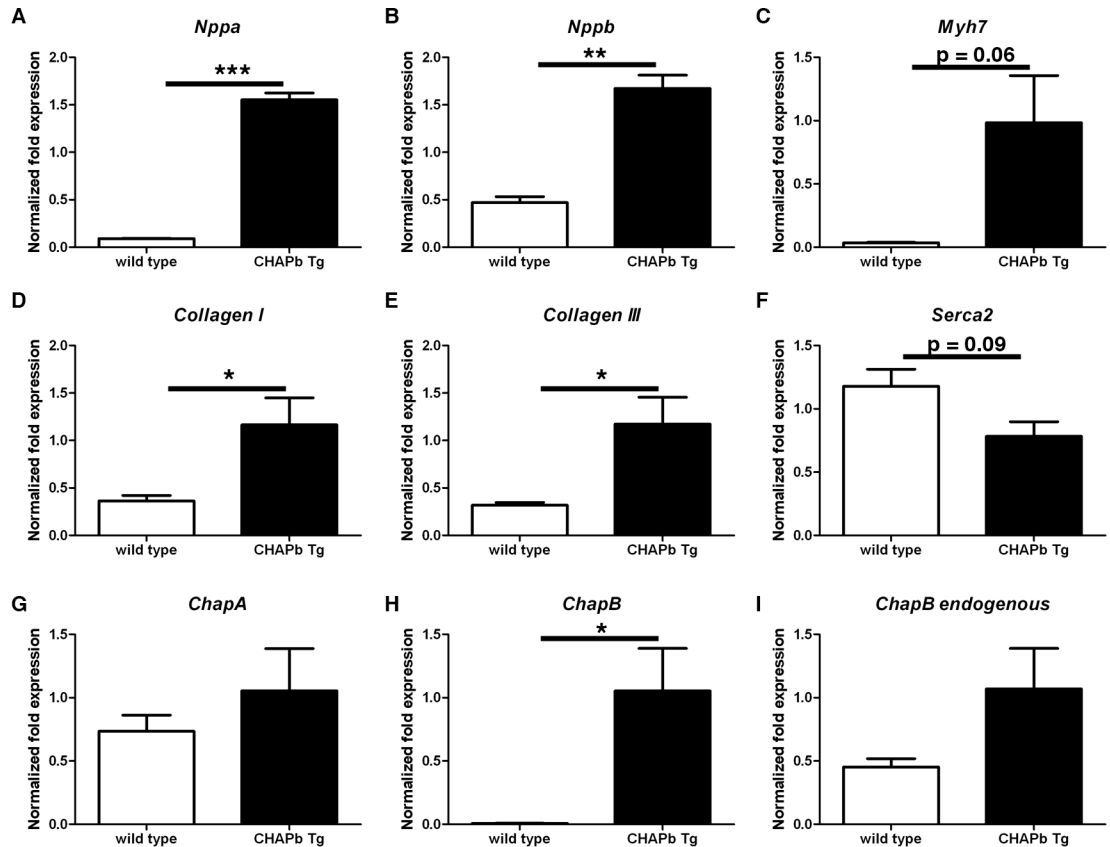 A
Nppa
Normalized fold expression
2.0
1.5
1.0
0.5
0.0
***
wild type
CHAPb Tg
B
Nppb
Normalized fold expression
2.0
1.5
1.0
0.5
0.0
**
wild type
CHAPb Tg
C
Myh7
Normalized fold expression
1.5
1.0
0.5
0.0
p = 0.06
wild type
CHAPb Tg
D
Collagen I
Normalized fold expression
2.0
1.5
1.0
0.5
0.0
*
wild type
CHAPb Tg
E
Collagen III
Normalized fold expression
2.0
1.5
1.0
0.5
0.0
*
wild type
CHAPb Tg
F
Serca2
Normalized fold expression
1.5
1.0
0.5
0.0
p = 0.09
wild type
CHAPb Tg
G
ChapA
Normalized fold expression
1.5
1.0
0.5
0.0
wild type
CHAPb Tg
H
ChapB
Normalized fold expression
1.5
1.0
0.5
0.0
*
wild type
CHAPb Tg
I
ChapB endogenous
Normalized fold expression
1.5
1.0
0.5
0.0
wild type
CHAPb Tg